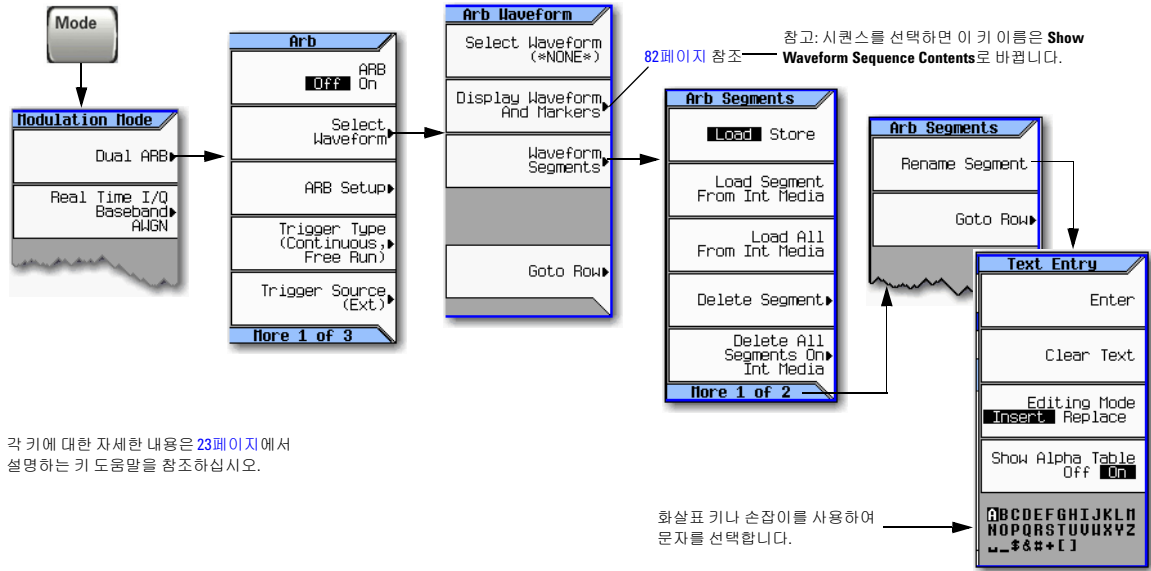 Mode
Modulation Mode
Dual ARB
Real Time I/Q
Baseband
AWGN
Arb
ARB
Off On
Select
Waveform
ARB Setup
Trigger Type
(Continuous,
Free Run)
Trigger Source
(Ext)
More 1 of 3
Arb Waveform
Select Waveform
(*NONE*)
Display Waveform
And Markers
Waveform
Segments
Goto Row
82페이지 참조
참고: 시퀀스를 선택하면 이 키 이름은 Show
Waveform Sequence Contents로 바뀝니다.
Arb Segments
Load Store
Load Segment
From Int Media
Load All
From Int Media
Delete Segment
Delete All
Segments On
Int Media
More 1 of 2
Arb Segments
Rename Segment
Goto Row
Text Entry
Enter
Clear Text
Editing Mode
Insert Replace
Show Alpha Table
Off On
ABCDEFGHIJKLM
NOPQRSTUVWXYZ
␣_$&#+[]
각 키에 대한 자세한 내용은 23페이지에서
설명하는 키 도움말을 참조하십시오.
화살표 키나 손잡이를 사용하여
문자를 선택합니다.